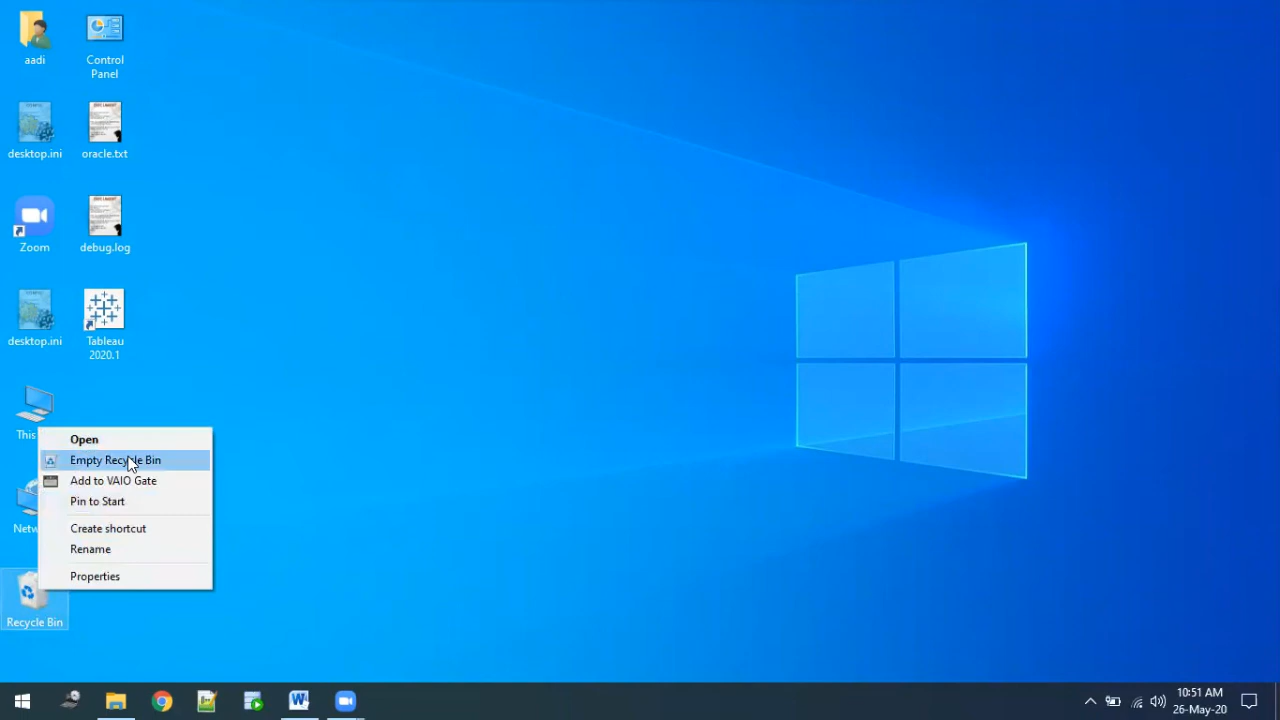 aadi
Control
Panel
desktop.ini
oracle.txt
Zoom
debug.log
desktop.ini
Tableau
2020.1
This
Open
Empty Recycle Bin
Add to VAIO Gate
Pin to Start
Netw
Create shortcut
Rename
Properties
Recycle Bin
10:51 AM
26-May-20